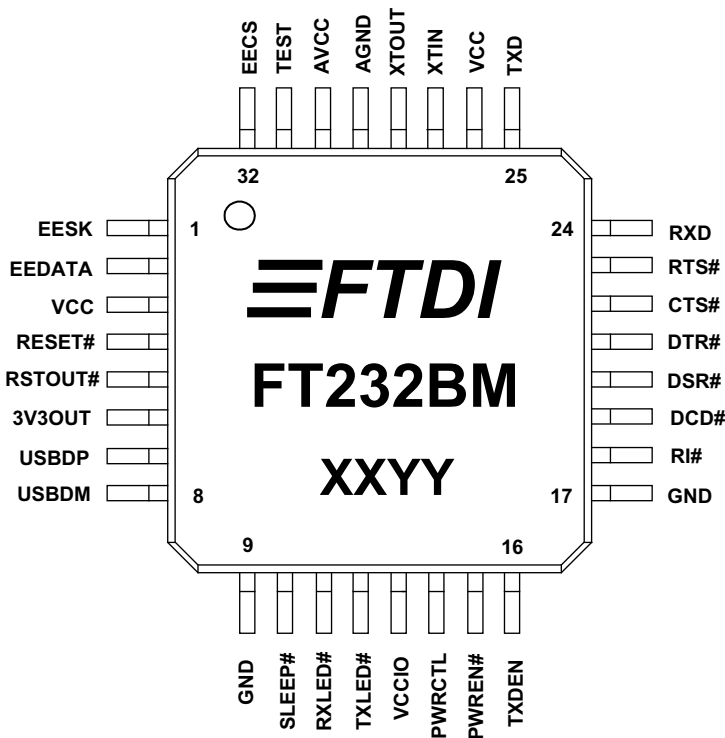 EECS
TEST
AVCC
AGND
XTOUT
XTIN
VCC
TXD
32
25
EESK
1
24
RXD
EEDATA
RTS#
VCC
CTS#
RESET#
DTR#
RSTOUT#
DSR#
3V3OUT
DCD#
USBDP
RI#
USBDM
8
17
GND
FTDI
FT232BM
XXYY
9
16
GND
SLEEP#
RXLED#
TXLED#
VCCIO
PWRCTL
PWREN#
TXDEN